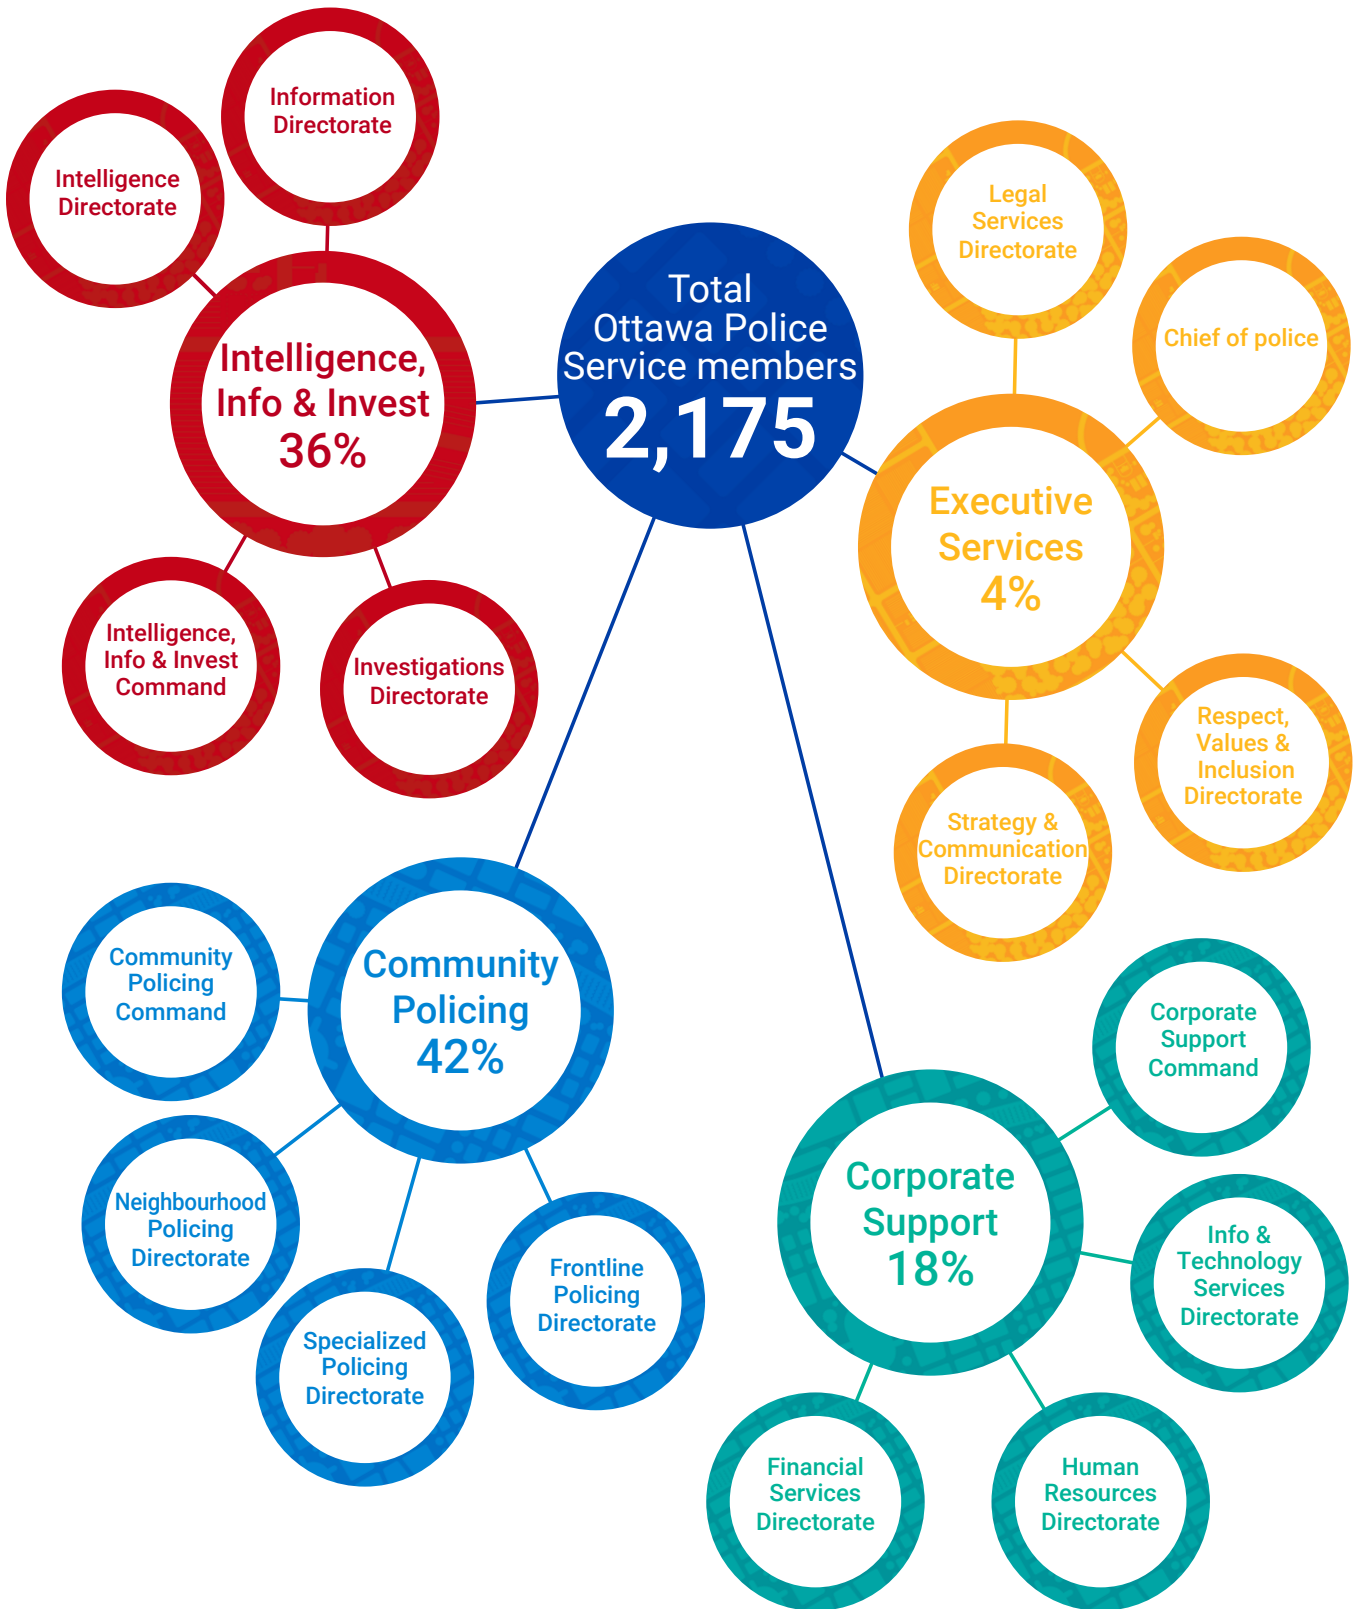 Information
Directorate
Intelligence
Directorate
Intelligence,
Info & Invest
36%
Intelligence,
Info & Invest
Command
Investigations
Directorate
Total
Ottawa Police
Service members
2,175
Legal
Services
Directorate
Chief of police
Executive
Services
4%
Respect,
Values &
Inclusion
Directorate
Strategy &
Communication
Directorate
Community
Policing
42%
Community
Policing
Command
Neighbourhood
Policing
Directorate
Specialized
Policing
Directorate
Frontline
Policing
Directorate
Corporate
Support
18%
Corporate
Support
Command
Info &
Technology
Services
Directorate
Financial
Services
Directorate
Human
Resources
Directorate